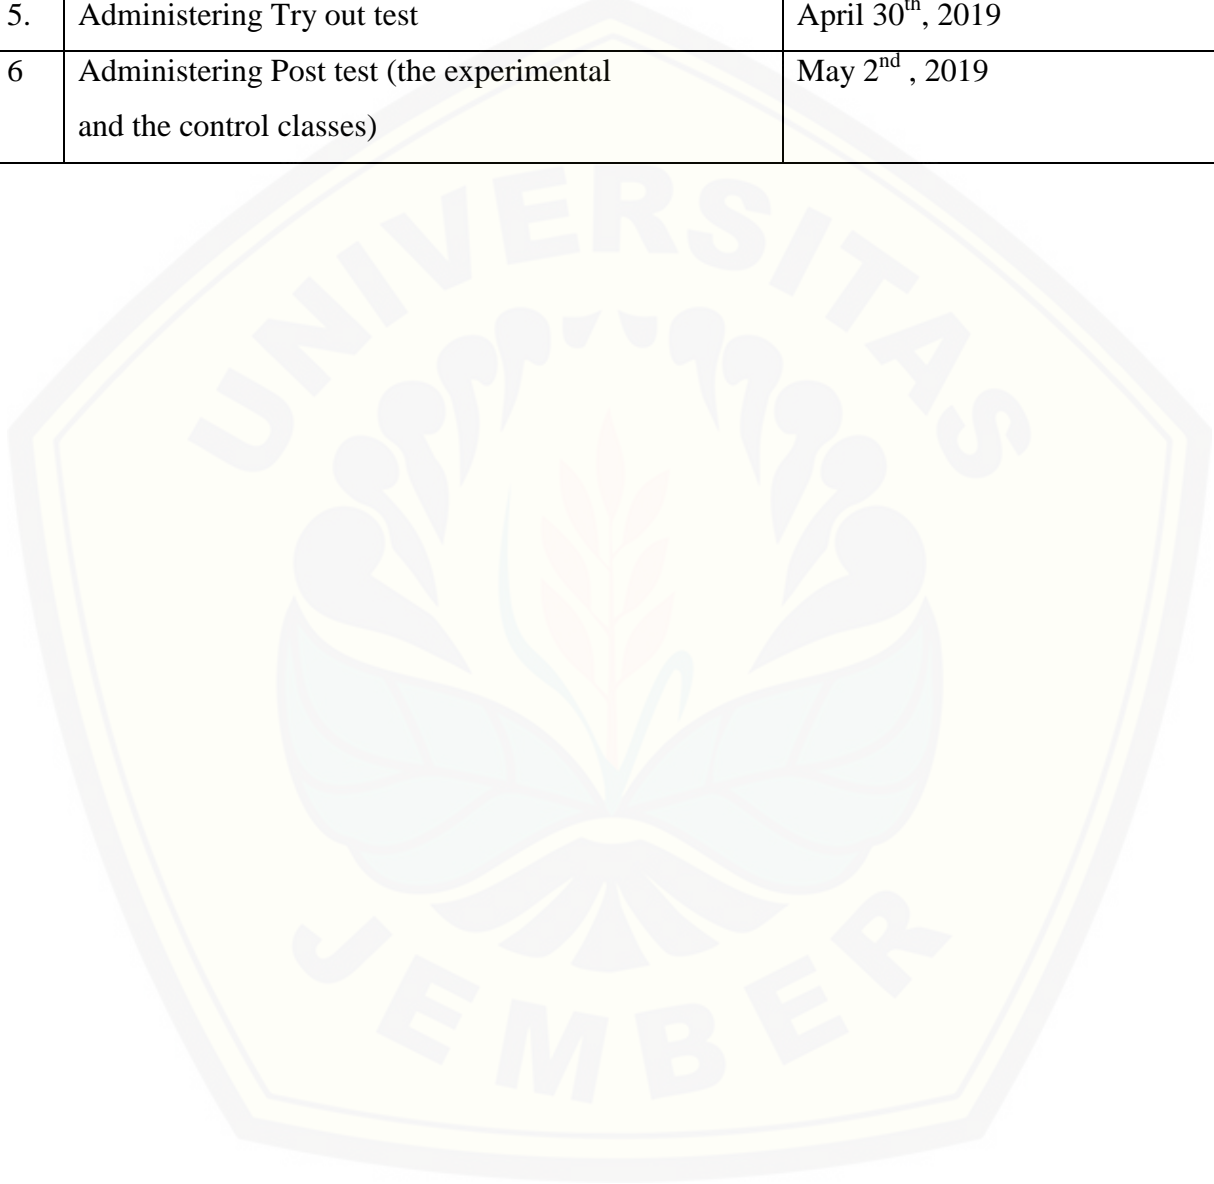 5. Administering Try out test April 30th, 2019
6 Administering Post test (the experimental May 2nd , 2019
and the control classes)
UNIVERSITAS
JEMBER